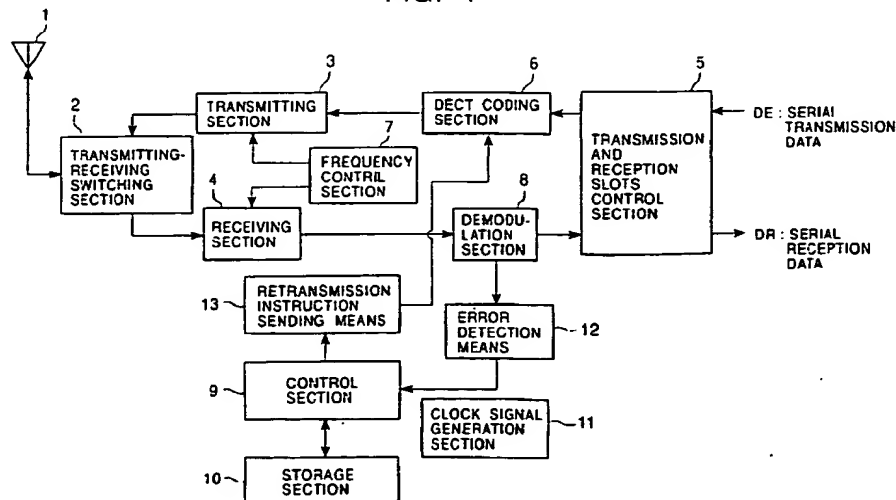 1
2
TRANSMITTING-
RECEIVING
SWITCHING
SECTION
3
TRANSMITTING
SECTION
6
DECT CODING
SECTION
5
TRANSMISSION
AND
RECEPTION
SLOTS
CONTROL
SECTION
DE : SERIAL
TRANSMISSION
DATA
DR : SERIAL
RECEPTION
DATA
7
FREQUENCY
CONTRIL
SECTION
4
RECEIVING
SECTION
8
DEMODU-
LATION
SECTION
13
RETRANSMISSION
INSTRUCTION
SENDING MEANS
ERROR
DETECTION
MEANS
12
9
CONTROL
SECTION
CLOCK SIGNAL
GENERATION
SECTION
11
10
STORAGE
SECTION